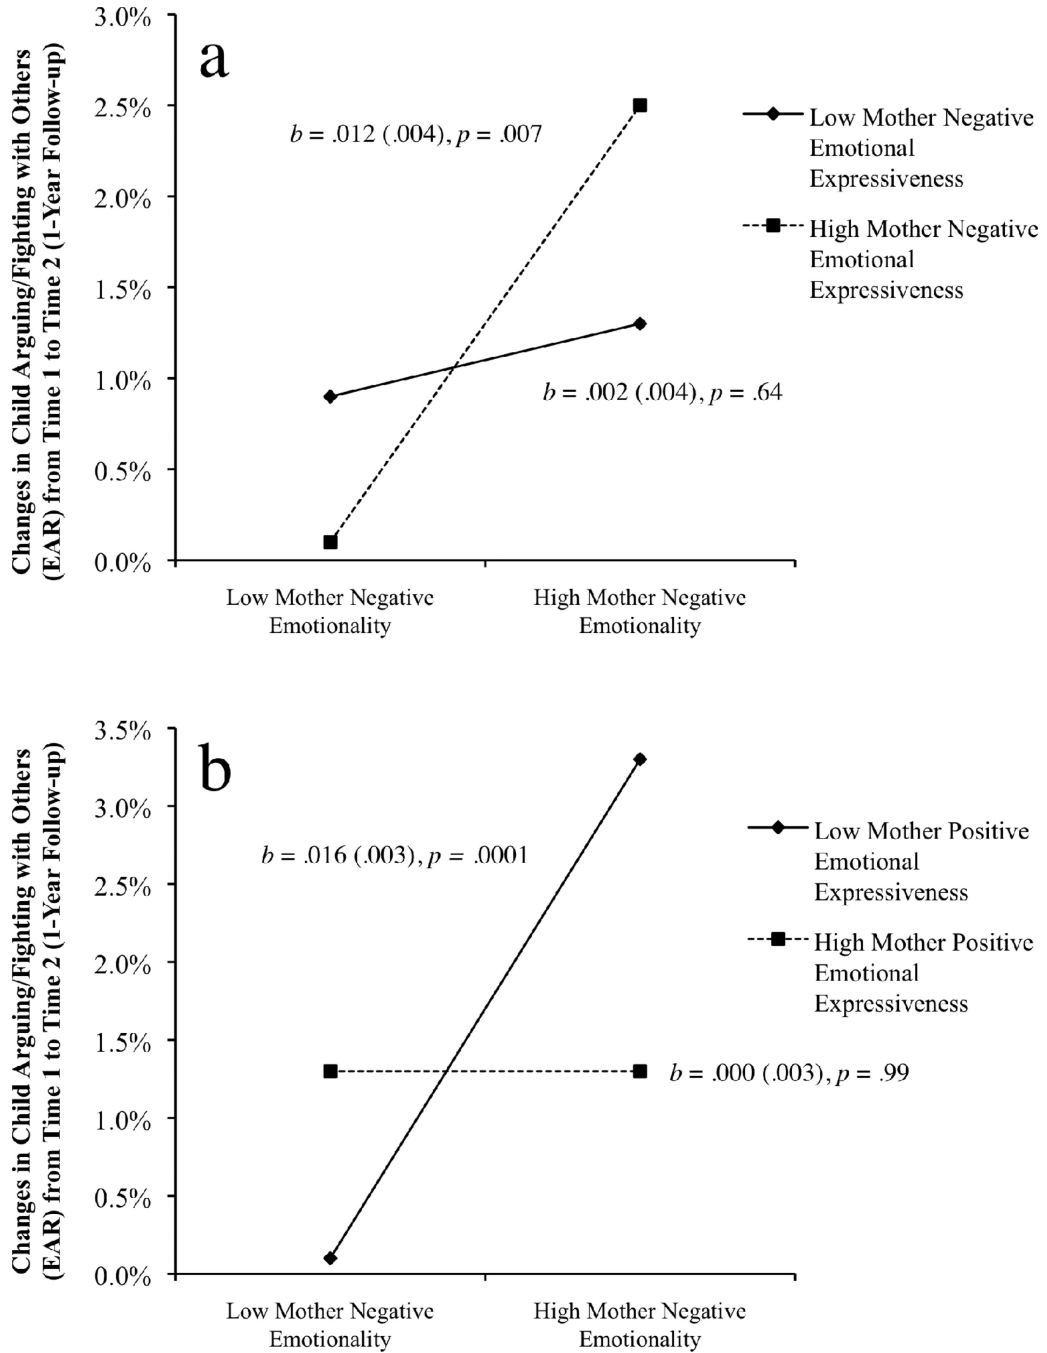 Changes in Child Arguing/Fighting with Others
(EAR) from Time 1 to Time 2 (1-Year Follow-up)
3.0%
2.5%
2.0%
1.5%
1.0%
0.5%
0.0%
a
b = .012 (.004), p = .007
b = .002 (.004), p = .64
Low Mother Negative
Emotional
Expressiveness
High Mother Negative
Emotional
Expressiveness
Low Mother Negative
Emotionality
High Mother Negative
Emotionality
Changes in Child Arguing/Fighting with Others
(EAR) from Time 1 to Time 2 (1-Year Follow-up)
3.5%
3.0%
2.5%
2.0%
1.5%
1.0%
0.5%
0.0%
b
b = .016 (.003), p = .0001
b = .000 (.003), p = .99
Low Mother Positive
Emotional
Expressiveness
High Mother Positive
Emotional
Expressiveness
Low Mother Negative
Emotionality
High Mother Negative
Emotionality